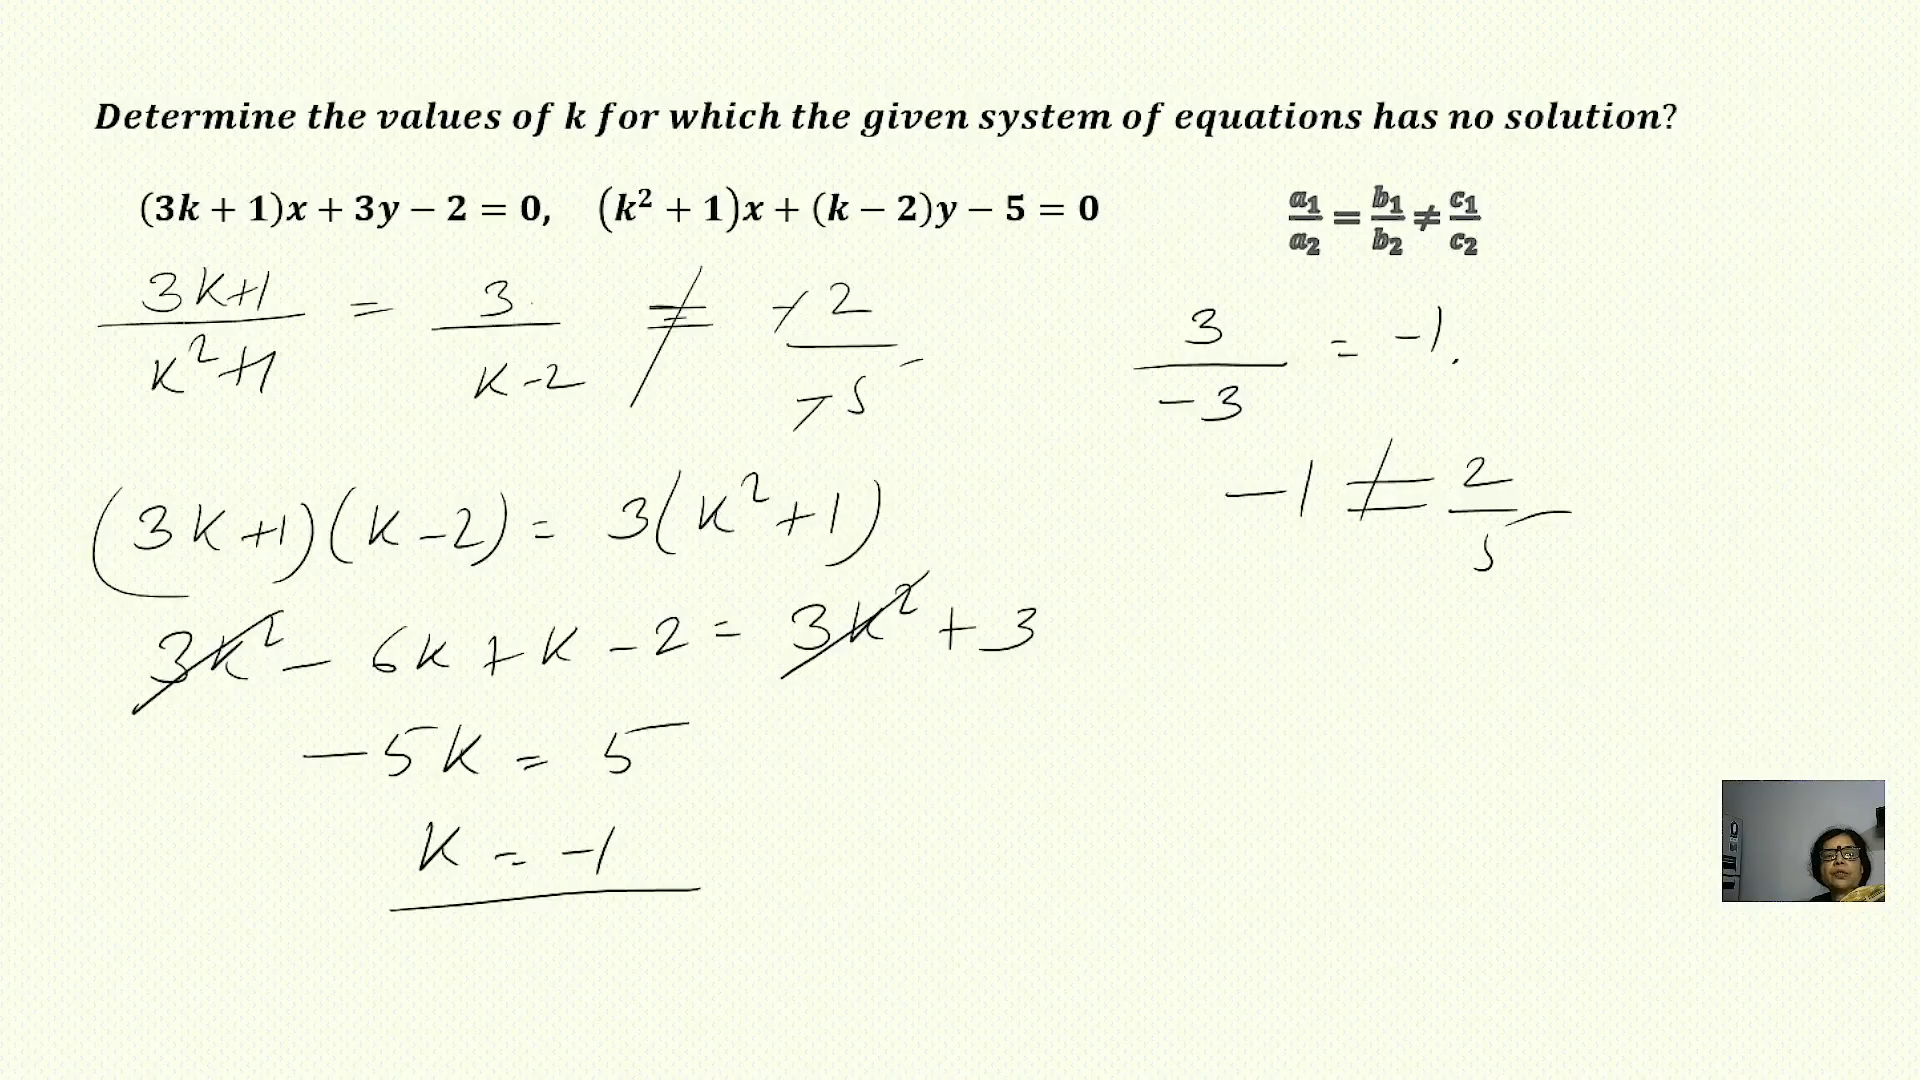 Determine the values of k for which the given system of equations has no solution?
(3k + 1)x + 3y − 2 = 0, (k² + 1)x + (k − 2)y − 5 = 0
a1/a2 = b1/b2 ≠ c1/c2
3k+1/k²+1 = 3/k-2 ≠ -2/-5
(3k+1)(k-2) = 3(k²+1)
3k² - 6k + k - 2 = 3k² + 3
-5k = 5
k = -1
3/-3 = -1.
-1 ≠ 2/5